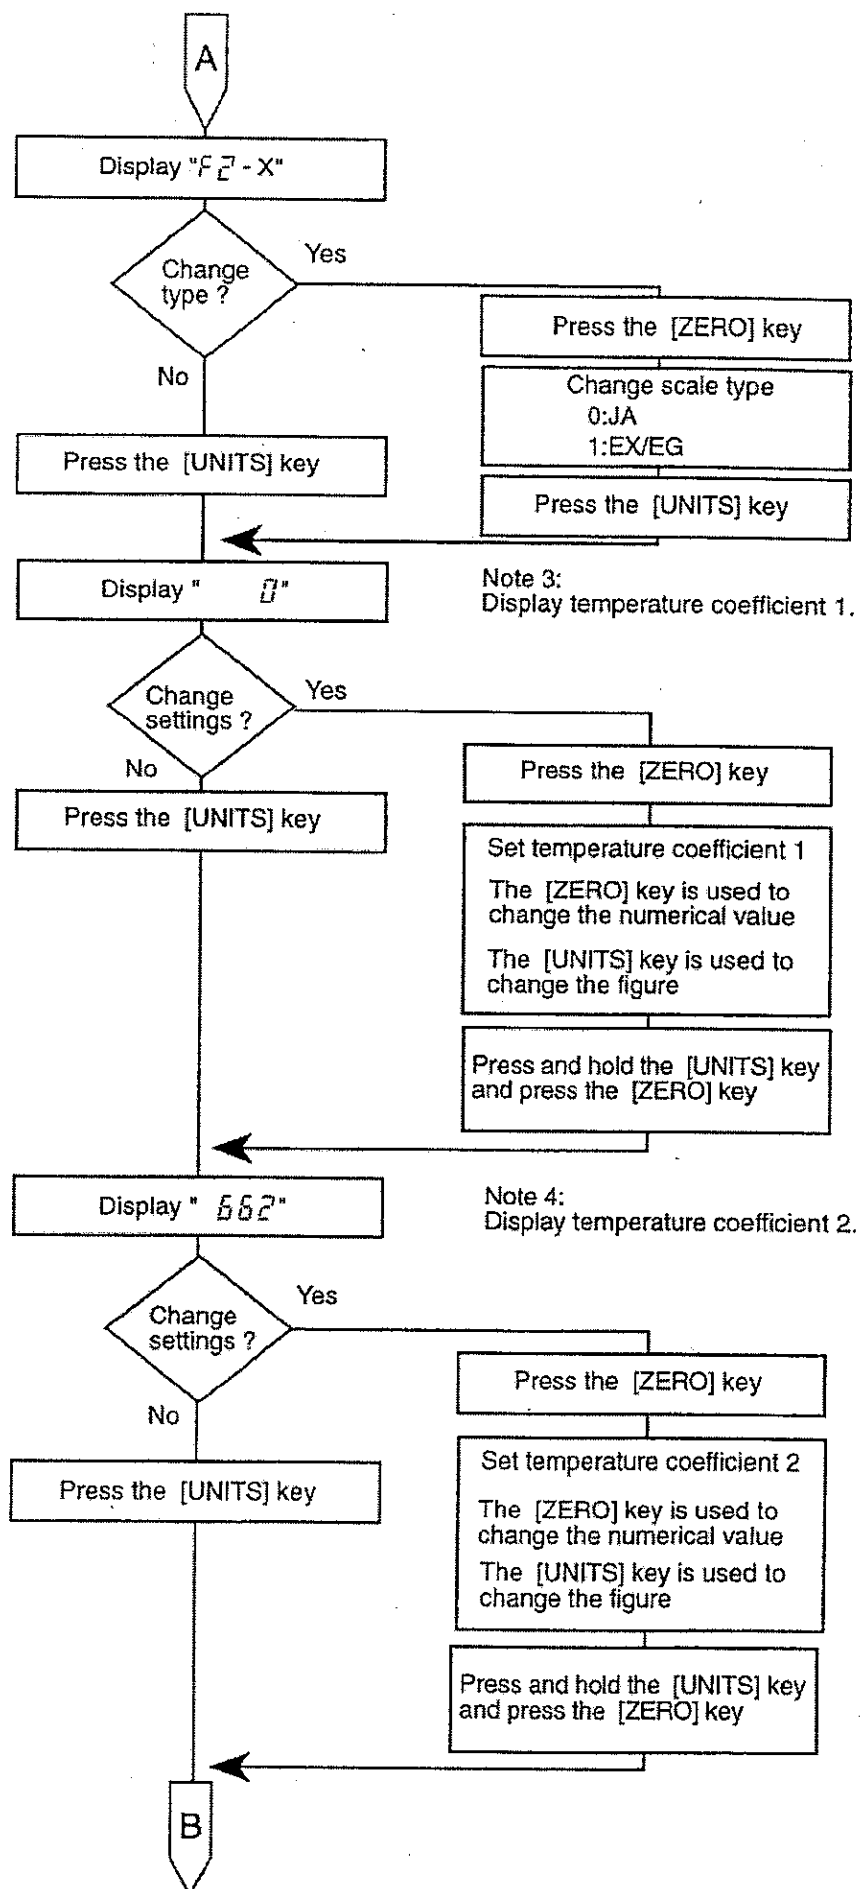 A
Display "F2 - X"
Change
type ?
Yes
No
Press the [ZERO] key
Change scale type
0:JA
1:EX/EG
Press the [UNITS] key
Press the [UNITS] key
Display " 0"
Note 3:
Display temperature coefficient 1.
Change
settings ?
Yes
No
Press the [UNITS] key
Press the [ZERO] key
Set temperature coefficient 1
The [ZERO] key is used to
change the numerical value
The [UNITS] key is used to
change the figure
Press and hold the [UNITS] key
and press the [ZERO] key
Display " 662"
Note 4:
Display temperature coefficient 2.
Change
settings ?
Yes
No
Press the [UNITS] key
Press the [ZERO] key
Set temperature coefficient 2
The [ZERO] key is used to
change the numerical value
The [UNITS] key is used to
change the figure
Press and hold the [UNITS] key
and press the [ZERO] key
B